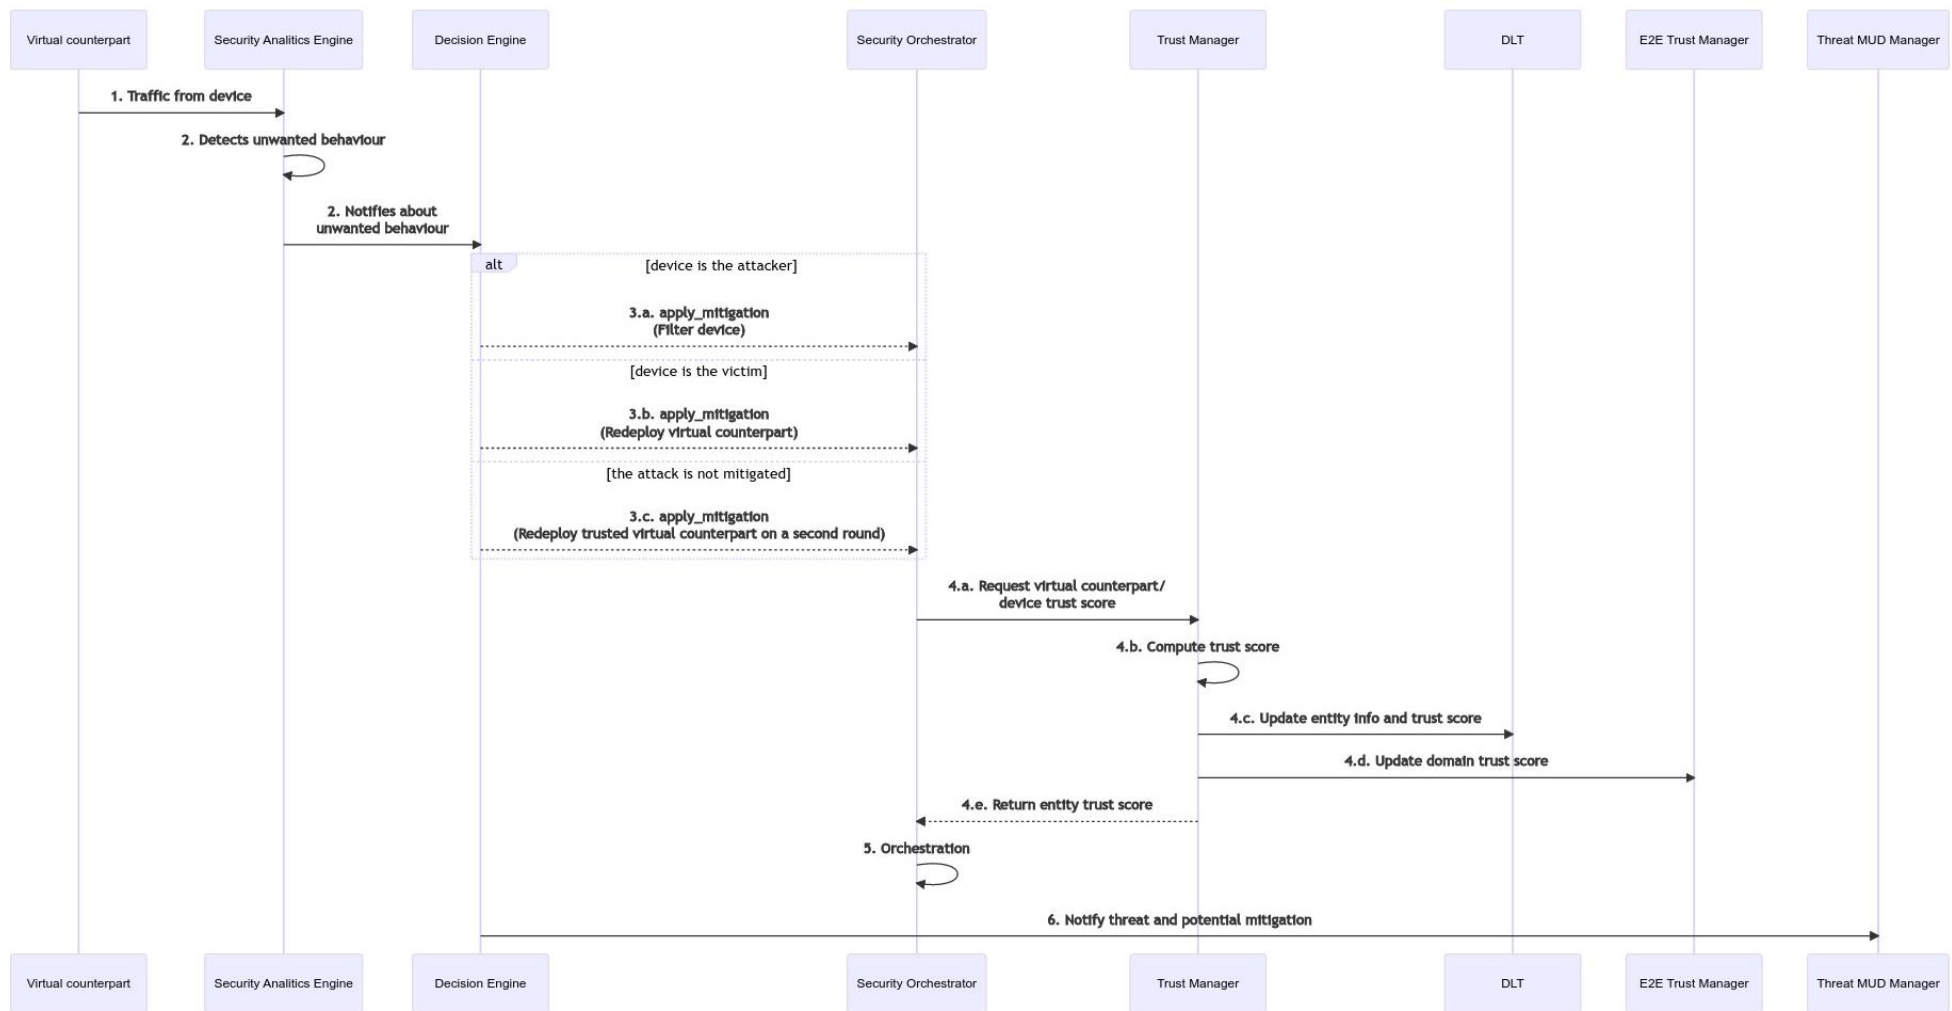 Virtual counterpart
Security Analitics Engine
Decision Engine
Security Orchestrator
Trust Manager
DLT
E2E Trust Manager
Threat MUD Manager
1. Traffic from device
2. Detects unwanted behaviour
2. Notifies about
unwanted behaviour
alt
[device is the attacker]
3.a. apply_mitigation
(Filter device)
[device is the victim]
3.b. apply_mitigation
(Redeploy virtual counterpart)
[the attack is not mitigated]
3.c. apply_mitigation
(Redeploy trusted virtual counterpart on a second round)
4.a. Request virtual counterpart/
device trust score
4.b. Compute trust score
4.c. Update entity info and trust score
4.d. Update domain trust score
4.e. Return entity trust score
5. Orchestration
6. Notify threat and potential mitigation
Virtual counterpart
Security Analitics Engine
Decision Engine
Security Orchestrator
Trust Manager
DLT
E2E Trust Manager
Threat MUD Manager